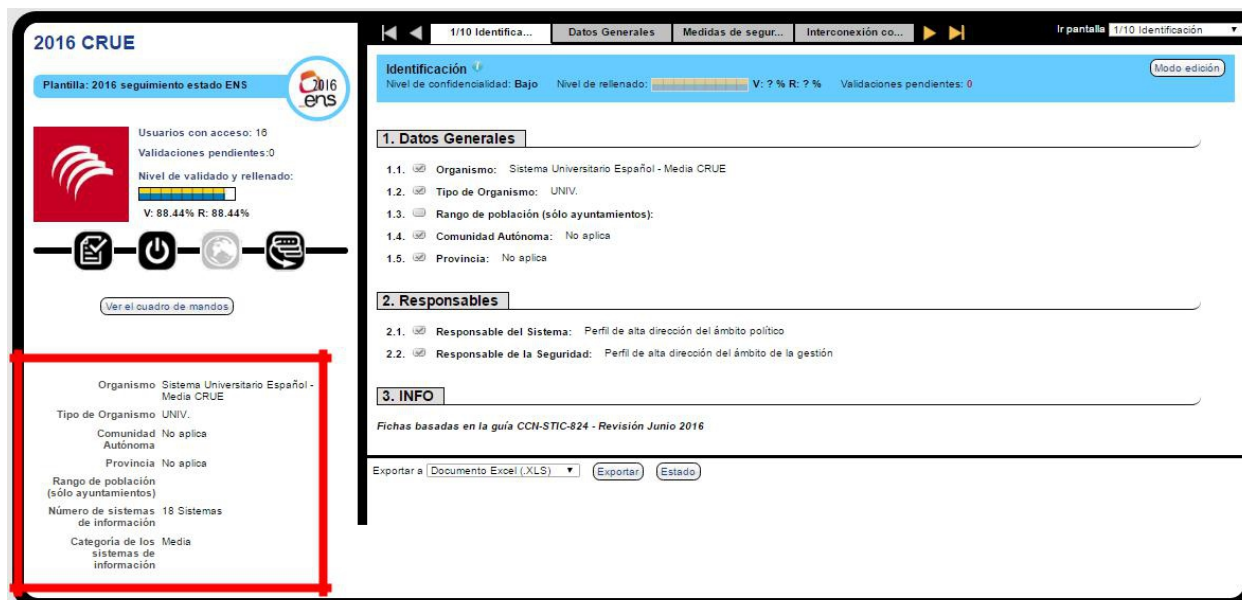 2016 CRUE
Plantilla: 2016 seguimiento estado ENS
2016
ens
Usuarios con acceso: 16
Validaciones pendientes:0
Nivel de validado y rellenado:
V: 88.44% R: 88.44%
Ver el cuadro de mandos
Organismo Sistema Universitario Español -
Media CRUE
Tipo de Organismo UNIV.
Comunidad No aplica
Autónoma
Provincia No aplica
Rango de población
(sólo ayuntamientos)
Número de sistemas 18 Sistemas
de información
Categoría de los Media
sistemas de
información
1/10 Identifica... Datos Generales Medidas de segur... Interconexión co... Ir pantalla 1/10 Identificación
Identificación
Modo edición
Nivel de confidencialidad: Bajo Nivel de rellenado: V: ? % R: ? % Validaciones pendientes: 0
1. Datos Generales
1.1. Organismo: Sistema Universitario Español - Media CRUE
1.2. Tipo de Organismo: UNIV.
1.3. Rango de población (sólo ayuntamientos):
1.4. Comunidad Autónoma: No aplica
1.5. Provincia: No aplica
2. Responsables
2.1. Responsable del Sistema: Perfil de alta dirección del ámbito político
2.2. Responsable de la Seguridad: Perfil de alta dirección del ámbito de la gestión
3. INFO
Fichas basadas en la guía CCN-STIC-824 - Revisión Junio 2016
Exportar a Documento Excel (.XLS) Exportar Estado